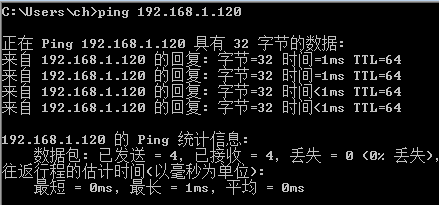 C:\Users\ch>ping 192.168.1.120
正在 Ping 192.168.1.120 具有 32 字节的数据:
来自 192.168.1.120 的回复: 字节=32 时间=1ms TTL=64
来自 192.168.1.120 的回复: 字节=32 时间<1ms TTL=64
来自 192.168.1.120 的回复: 字节=32 时间<1ms TTL=64
来自 192.168.1.120 的回复: 字节=32 时间<1ms TTL=64
192.168.1.120 的 Ping 统计信息:
数据包: 已发送 = 4, 已接收 = 4, 丢失 = 0 (0% 丢失),
往返行程的估计时间(以毫秒为单位):
最短 = 0ms, 最长 = 1ms, 平均 = 0ms